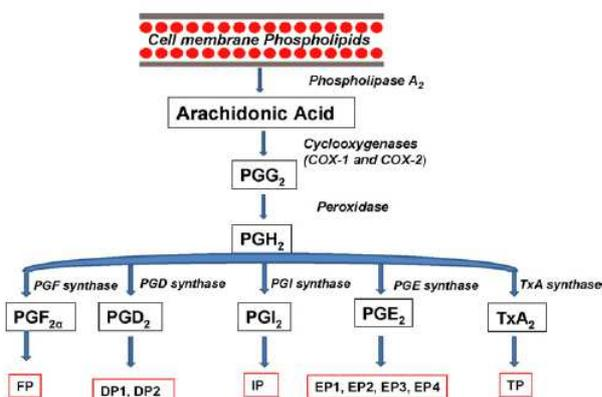 Cell membrane Phospholipids
Phospholipase A₂
Arachidonic Acid
Cyclooxygenases
(COX-1 and COX-2)
PGG₂
Peroxidase
PGH₂
PGF synthase
PGD synthase
PGI synthase
PGE synthase
TxA synthase
PGF₂α
PGD₂
PGI₂
PGE₂
TxA₂
FP
DP1, DP2
IP
EP1, EP2, EP3, EP4
TP